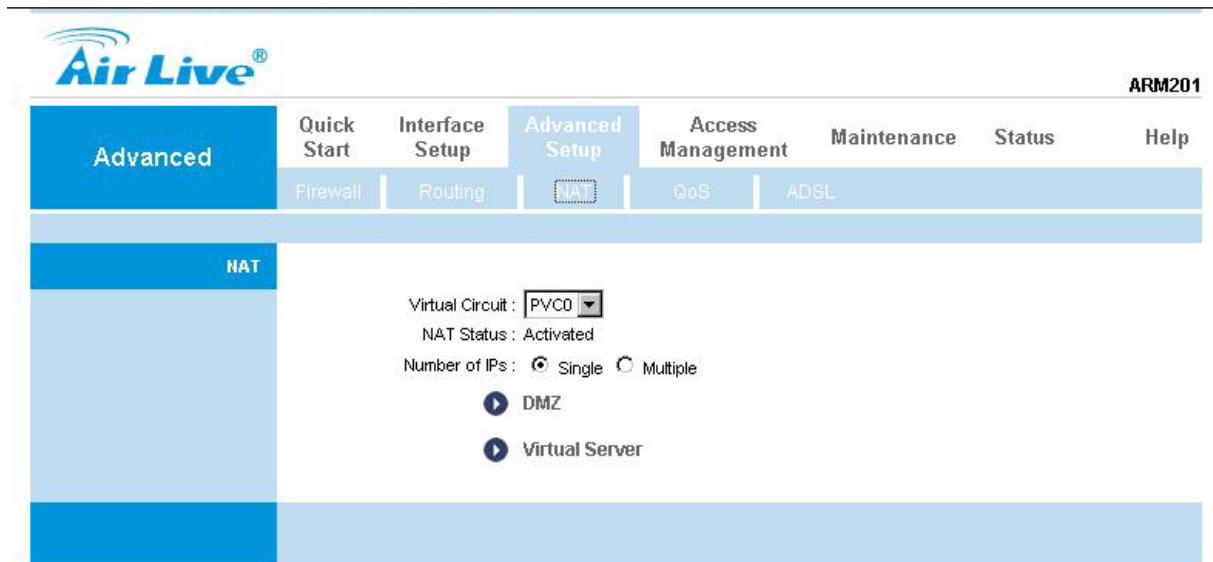 Air Live®
ARM201
Advanced
Quick Start
Interface Setup
Advanced Setup
Access Management
Maintenance
Status
Help
Firewall
Routing
NAT
QoS
ADSL
NAT
Virtual Circuit : PVC0
NAT Status : Activated
Number of IPs : Single Multiple
DMZ
Virtual Server